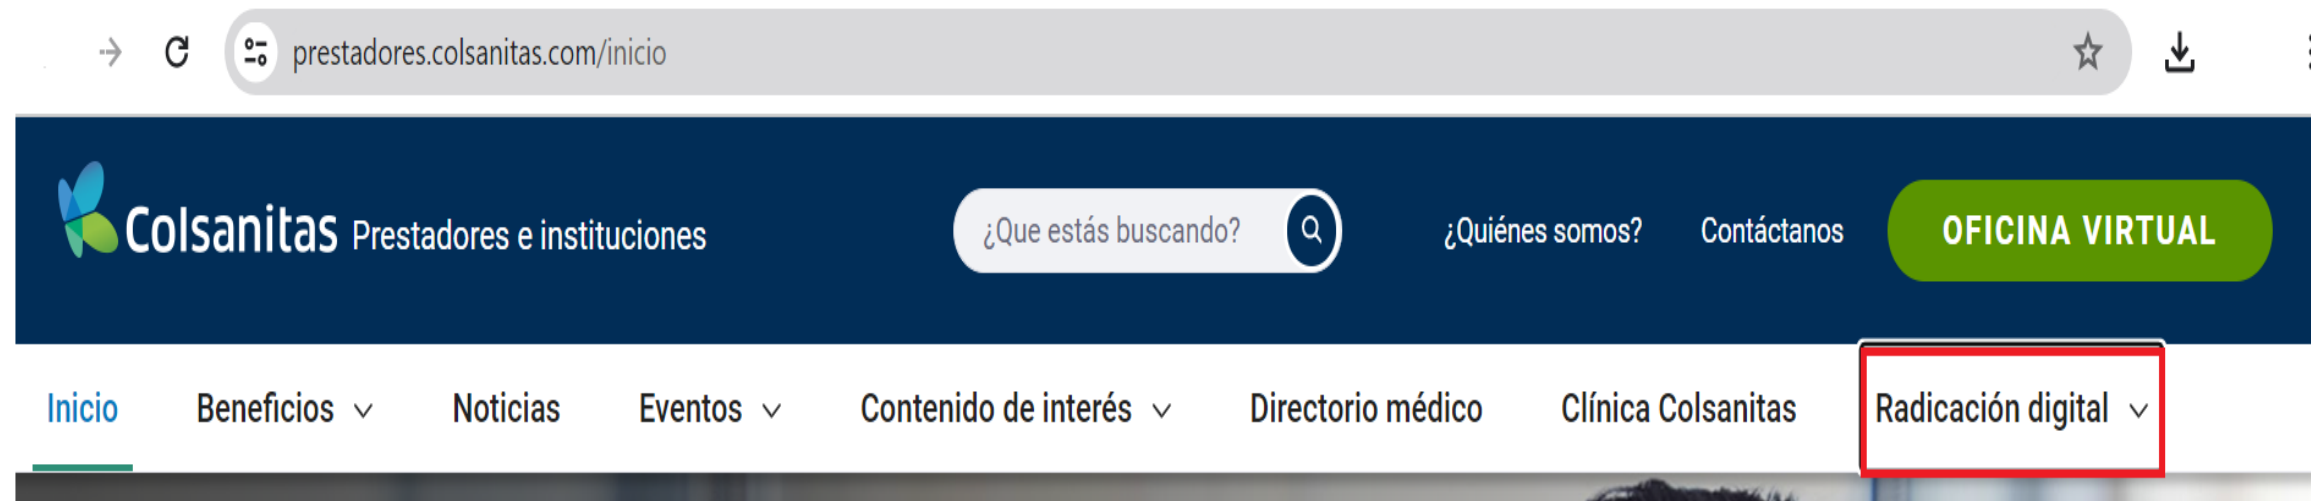 prestadores.colsanitas.com/inicio
Colsanitas Prestadores e instituciones
¿Que estás buscando?
¿Quiénes somos?
Contáctanos
OFICINA VIRTUAL
Inicio
Beneficios
Noticias
Eventos
Contenido de interés
Directorio médico
Clínica Colsanitas
Radicación digital